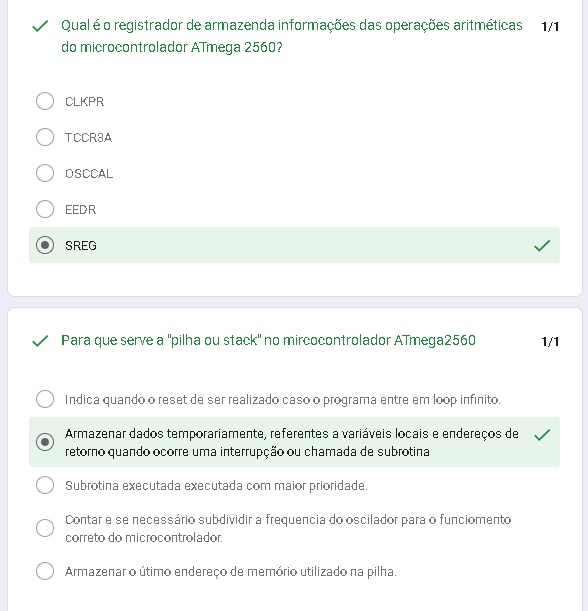 Qual é o registrador de armazenda informações das operações aritméticas 1/1
do microcontrolador ATmega 2560?
CLKPR
TCCR3A
OSCCAL
EEDR
SREG
Para que serve a "pilha ou stack" no mircocontrolador ATmega2560 1/1
Indica quando o reset de ser realizado caso o programa entre em loop infinito.
Armazenar dados temporariamente, referentes a variáveis locais e endereços de
retorno quando ocorre uma interrupção ou chamada de subrotina
Subrotina executada executada com maior prioridade.
Contar e se necessário subdividir a frequencia do oscilador para o funciomento
correto do microcontrolador.
Armazenar o útimo endereço de memório utilizado na pilha.